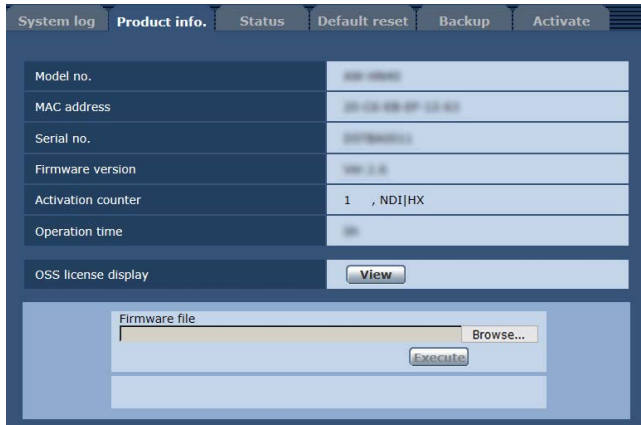 System log Product info. Status Default reset Backup Activate
Model no.
MAC address
Serial no.
Firmware version
Activation counter 1 , NDI|HX
Operation time
OSS license display View
Firmware file
Browse...
Execute